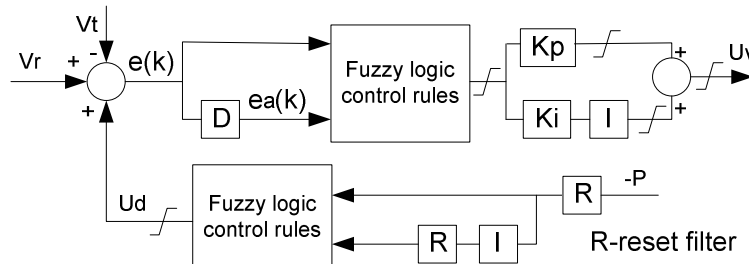 Vt
Vr
+
-
+
e(k)
D
ea(k)
Fuzzy logic
control rules
Kp
Ki
I
+
+
Uv
Ud
Fuzzy logic
control rules
R
I
R
-P
R-reset filter